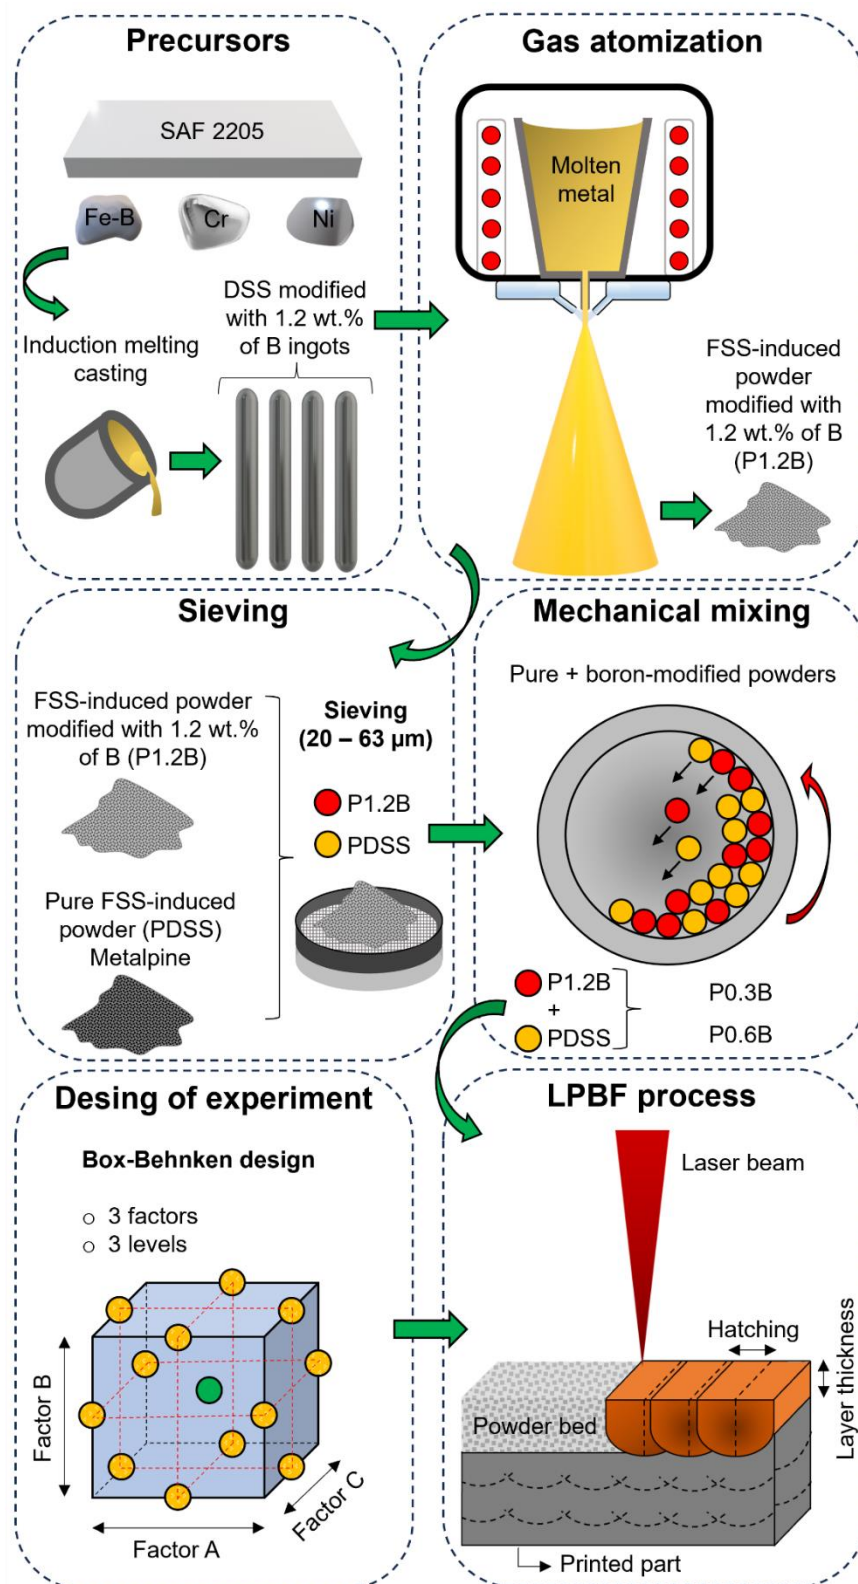 Precursors
SAF 2205
Fe-B
Cr
Ni
Induction melting
casting
DSS modified
with 1.2 wt.%
of B ingots
Gas atomization
Molten
metal
FSS-induced
powder
modified with
1.2 wt.% of B
(P1.2B)
Sieving
FSS-induced powder
modified with 1.2 wt.%
of B (P1.2B)
Pure FSS-induced
powder (PDSS)
Metalpine
Sieving
(20 – 63 µm)
P1.2B
PDSS
Mechanical mixing
Pure + boron-modified powders
P1.2B
+
PDSS
P0.3B
P0.6B
Desing of experiment
Box-Behnken design
○ 3 factors
○ 3 levels
Factor B
Factor A
Factor C
LPBF process
Laser beam
Hatching
Layer thickness
Powder bed
Printed part